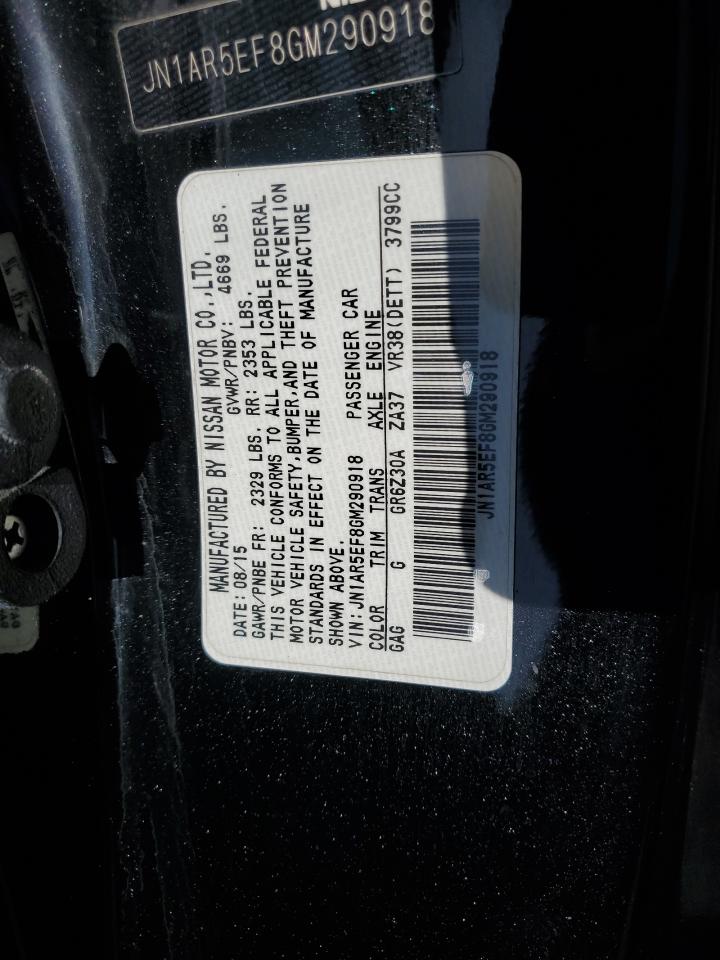 JN1AR5EF8GM290918
MANUFACTURED BY NISSAN MOTOR CO.,LTD.
DATE: 08/15 GVWR/PNBV: 4669 LBS.
GAWR/PNBE FR: 2329 LBS. RR: 2353 LBS.
THIS VEHICLE CONFORMS TO ALL APPLICABLE FEDERAL
MOTOR VEHICLE SAFETY,BUMPER,AND THEFT PREVENTION
STANDARDS IN EFFECT ON THE DATE OF MANUFACTURE
SHOWN ABOVE.
VIN:JN1AR5EF8GM290918 PASSENGER CAR
COLOR TRIM TRANS AXLE ENGINE
GAG G GR6Z30A ZA37 VR38(DETT) 3799CC
JN1AR5EF8GM290918